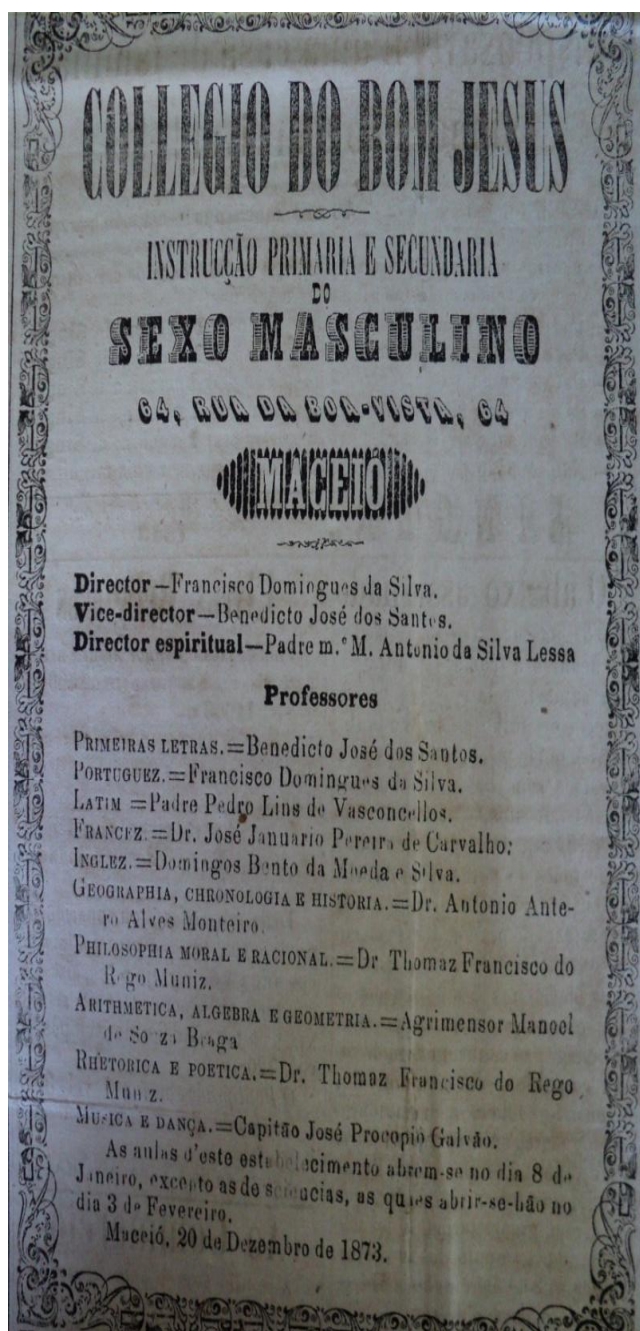 COLLEGIO DO BOM JESUS
INSTRUCÇÃO PRIMARIA E SECUNDARIA
DO
SEXO MASCULINO
64, RUA DA BOA-VISTA, 64
MACEIÓ
Director—Francisco Domingues da Silva.
Vice-director—Benedicto José dos Santos.
Director espiritual—Padre m.e M. Antonio da Silva Lessa
Professores
PRIMEIRAS LETRAS.=Benedicto José dos Santos.
PORTUGUEZ.=Francisco Domingues da Silva.
LATIM =Padre Pedro Lins de Vasconcellos.
FRANCEZ.=Dr. José Januario Pereira de Carvalho:
INGLEZ.=Domingos Bento da Moeda e Silva.
GEOGRAPHIA, CHRONOLOGIA E HISTORIA.=Dr. Antonio Ante-
ro Alves Monteiro.
PHILOSOPHIA MORAL E RACIONAL.=Dr Thomaz Francisco do
Rego Muniz.
ARITHMETICA, ALGEBRA E GEOMETRIA.=Agrimensor Manoel
de Souza Braga
RHETORICA E POETICA.=Dr. Thomaz Francisco do Rego
Muniz.
MUSICA E DANÇA.=Capitão José Procopio Galvão.
As aulas d'este estabelecimento abrem-se no dia 8 de
Janeiro, excepto as de sciencias, as quaes abrir-se-hão no
dia 3 de Fevereiro.
Maceió, 20 de Dezembro de 1873.